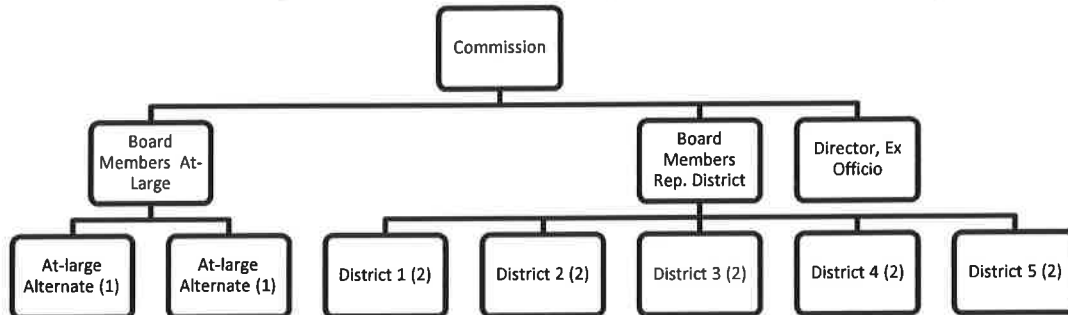 Commission
Board
Members At-
Large
Board
Members
Rep. District
Director, Ex
Officio
At-large
Alternate (1)
At-large
Alternate (1)
District 1 (2)
District 2 (2)
District 3 (2)
District 4 (2)
District 5 (2)